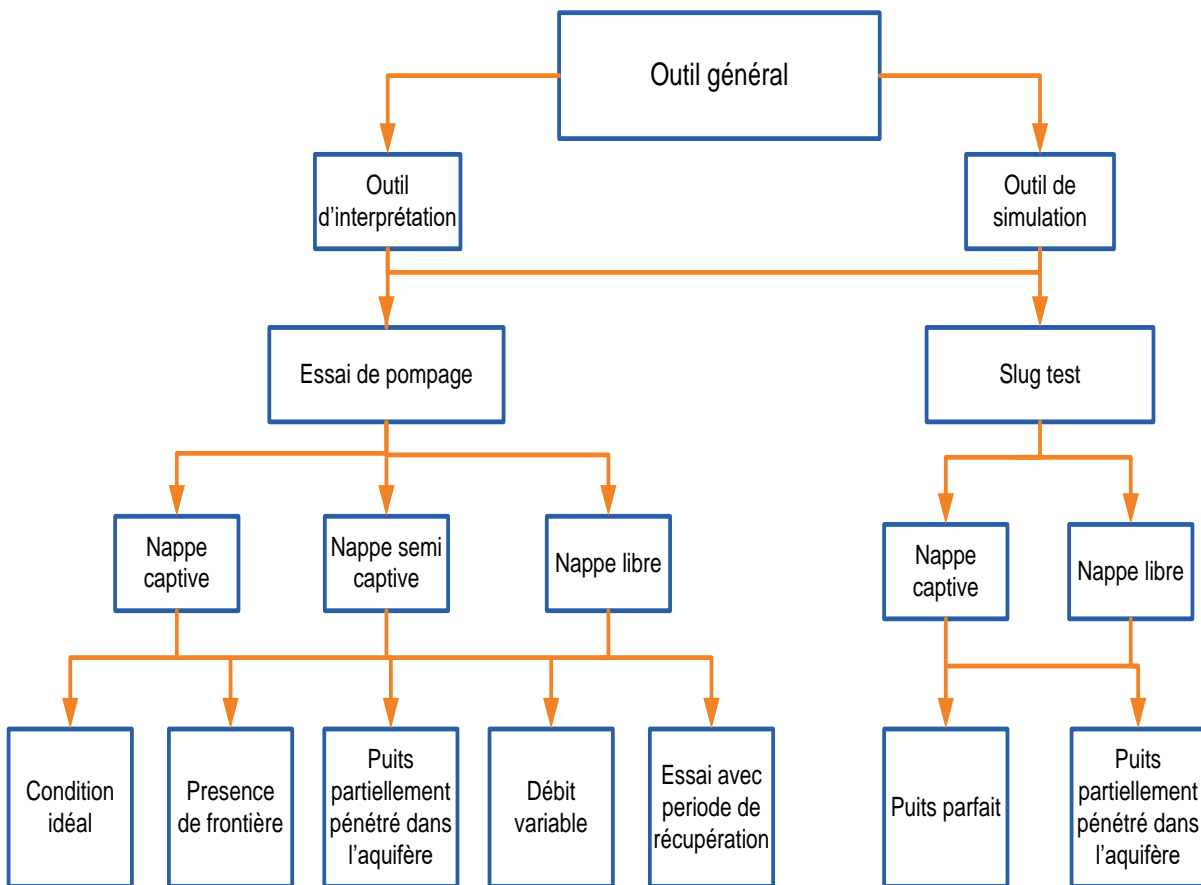 Outil général
Outil
d’interprétation
Outil de
simulation
Essai de pompage
Slug test
Nappe
captive
Nappe semi
captive
Nappe libre
Nappe
captive
Nappe libre
Condition
idéal
Presence
de frontière
Puits
partiellement
pénétré dans
l’aquifère
Débit
variable
Essai avec
periode de
récupération
Puits parfait
Puits
partiellement
pénétré dans
l’aquifère